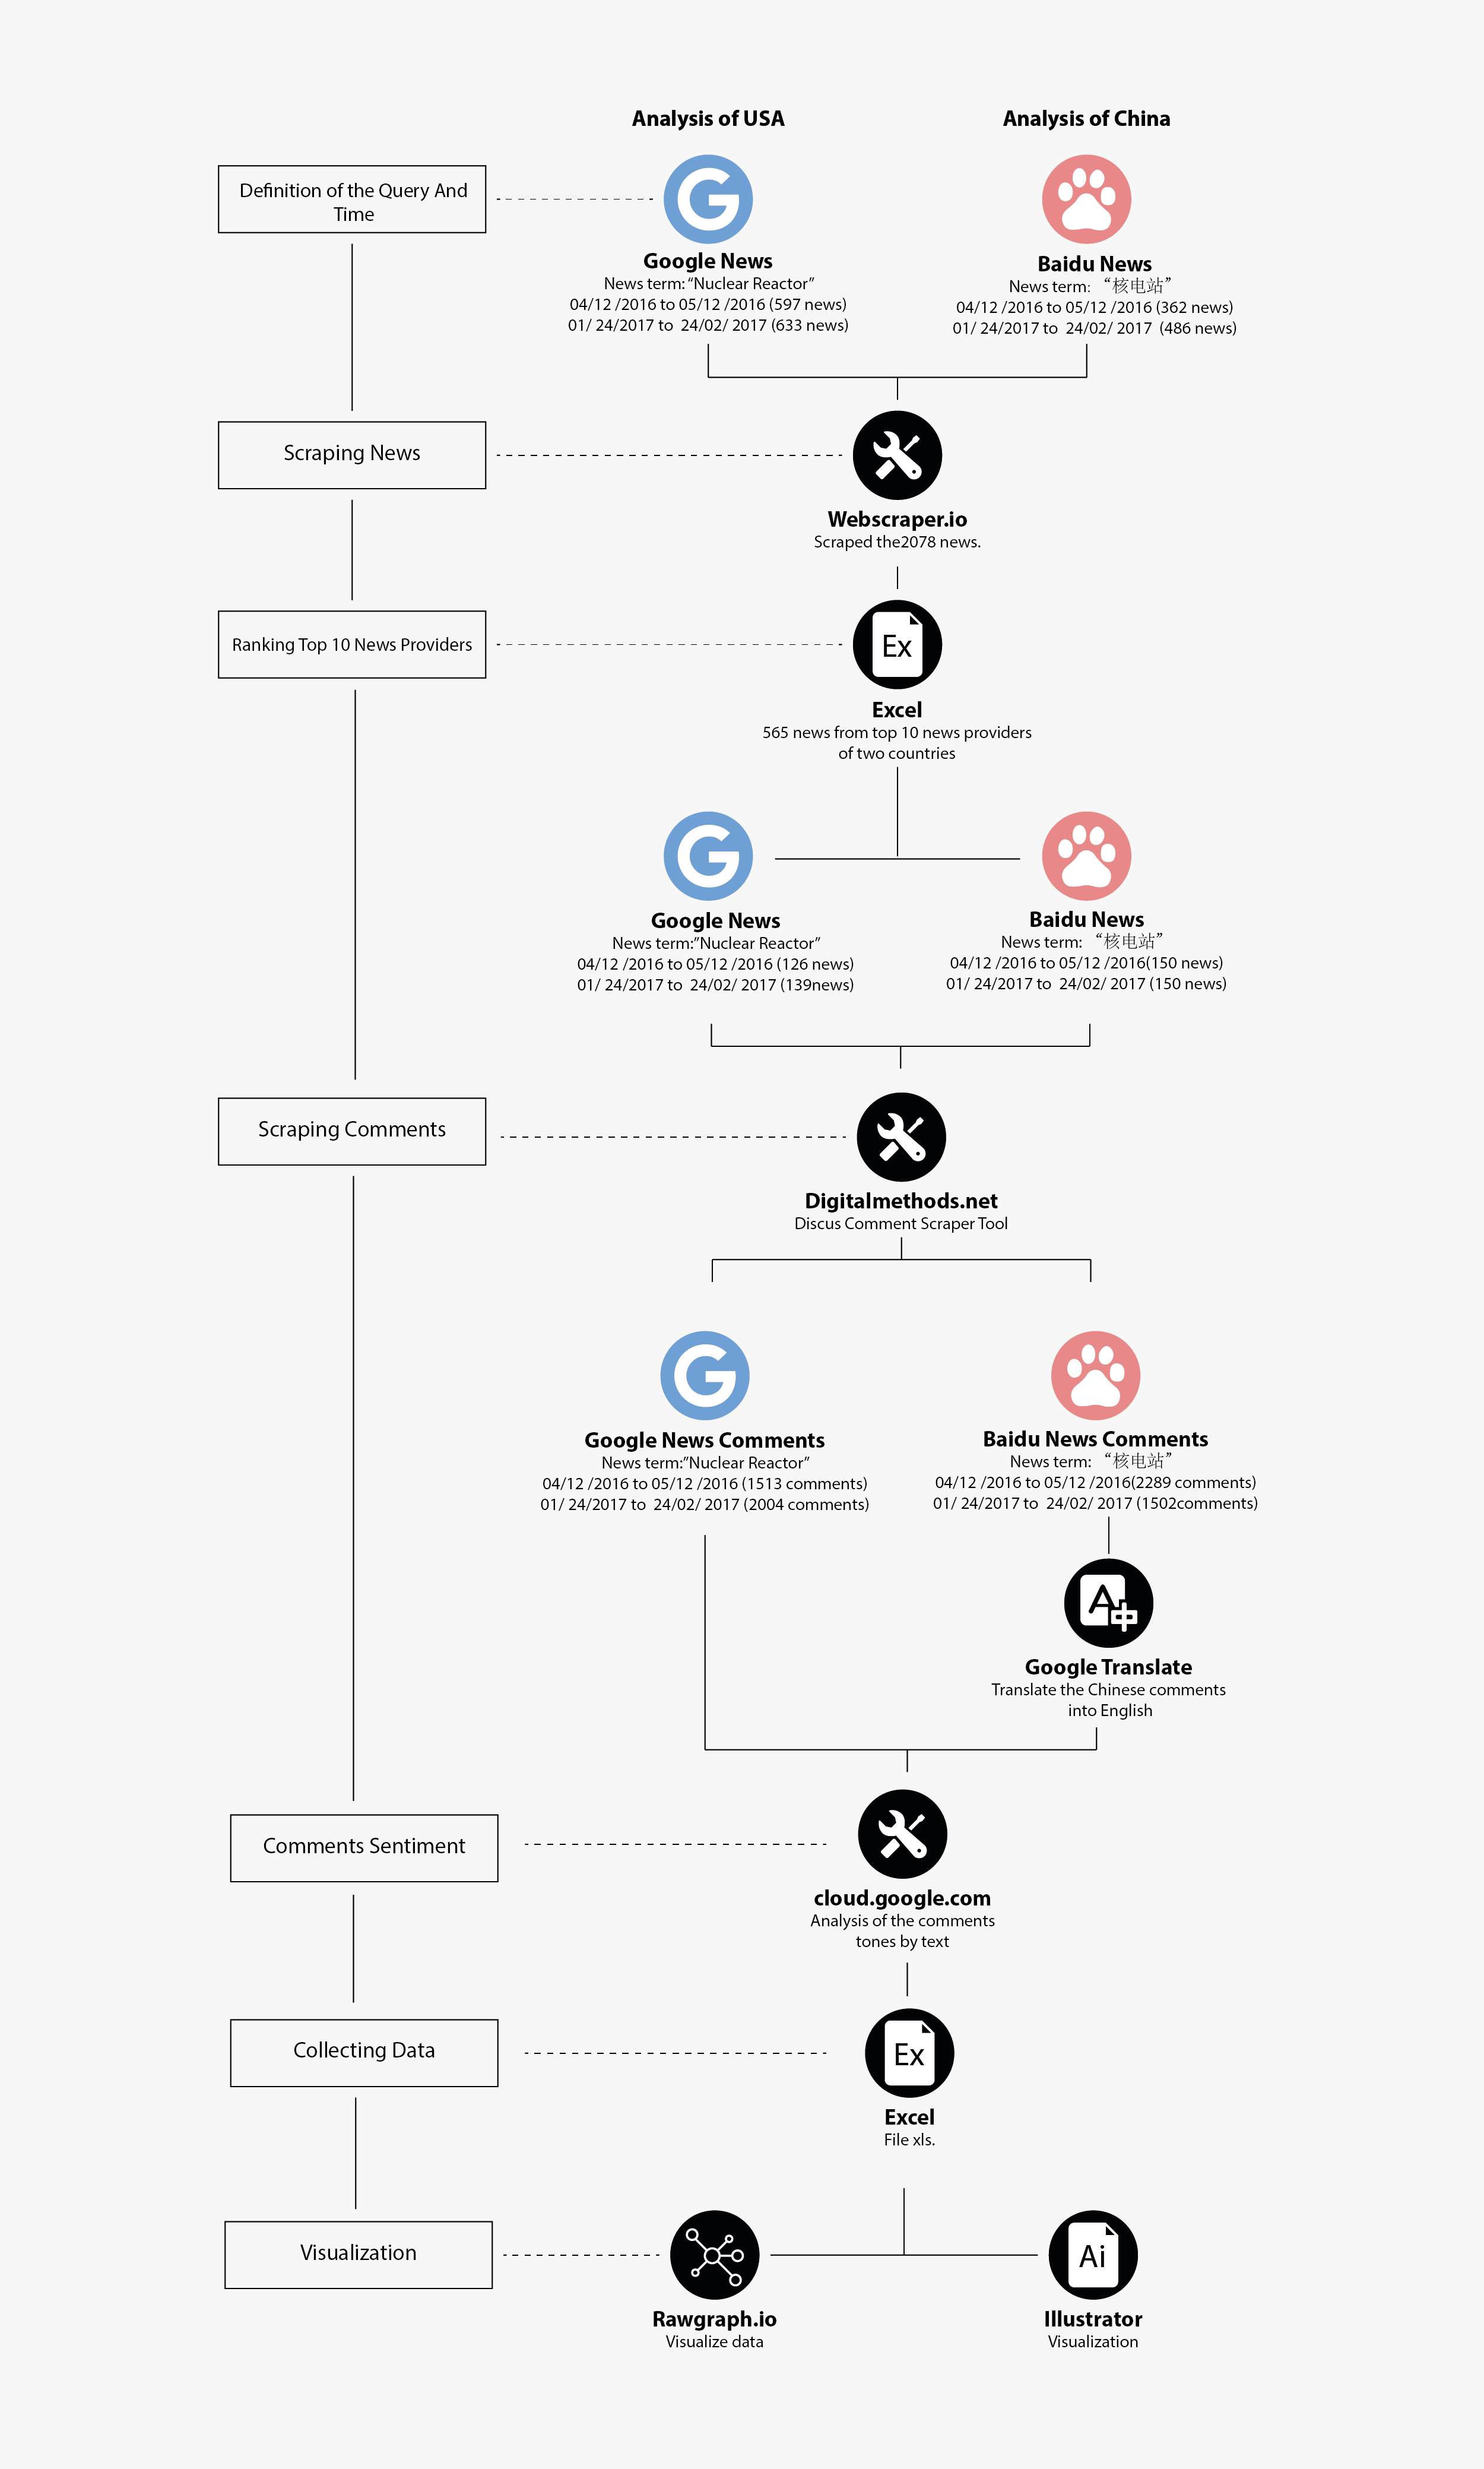 Analysis of USA
Analysis of China
Definition of the Query And
Time
Google News
News term: “Nuclear Reactor”
04/12 /2016 to 05/12 /2016 (597 news)
01/ 24/2017 to 24/02/ 2017 (633 news)
Baidu News
News term: “核电站”
04/12 /2016 to 05/12 /2016 (362 news)
01/ 24/2017 to 24/02/ 2017 (486 news)
Scraping News
Webscraper.io
Scraped the2078 news.
Ranking Top 10 News Providers
Ex
Excel
565 news from top 10 news providers
of two countries
Google News
News term:”Nuclear Reactor”
04/12 /2016 to 05/12 /2016 (126 news)
01/ 24/2017 to 24/02/ 2017 (139news)
Baidu News
News term: “核电站”
04/12 /2016 to 05/12 /2016(150 news)
01/ 24/2017 to 24/02/ 2017 (150 news)
Scraping Comments
Digitalmethods.net
Discus Comment Scraper Tool
Google News Comments
News term:”Nuclear Reactor”
04/12 /2016 to 05/12 /2016 (1513 comments)
01/ 24/2017 to 24/02/ 2017 (2004 comments)
Baidu News Comments
News term: “核电站”
04/12 /2016 to 05/12 /2016(2289 comments)
01/ 24/2017 to 24/02/ 2017 (1502comments)
Google Translate
Translate the Chinese comments
into English
Comments Sentiment
cloud.google.com
Analysis of the comments
tones by text
Collecting Data
Ex
Excel
File xls.
Visualization
Rawgraph.io
Visualize data
Ai
Illustrator
Visualization